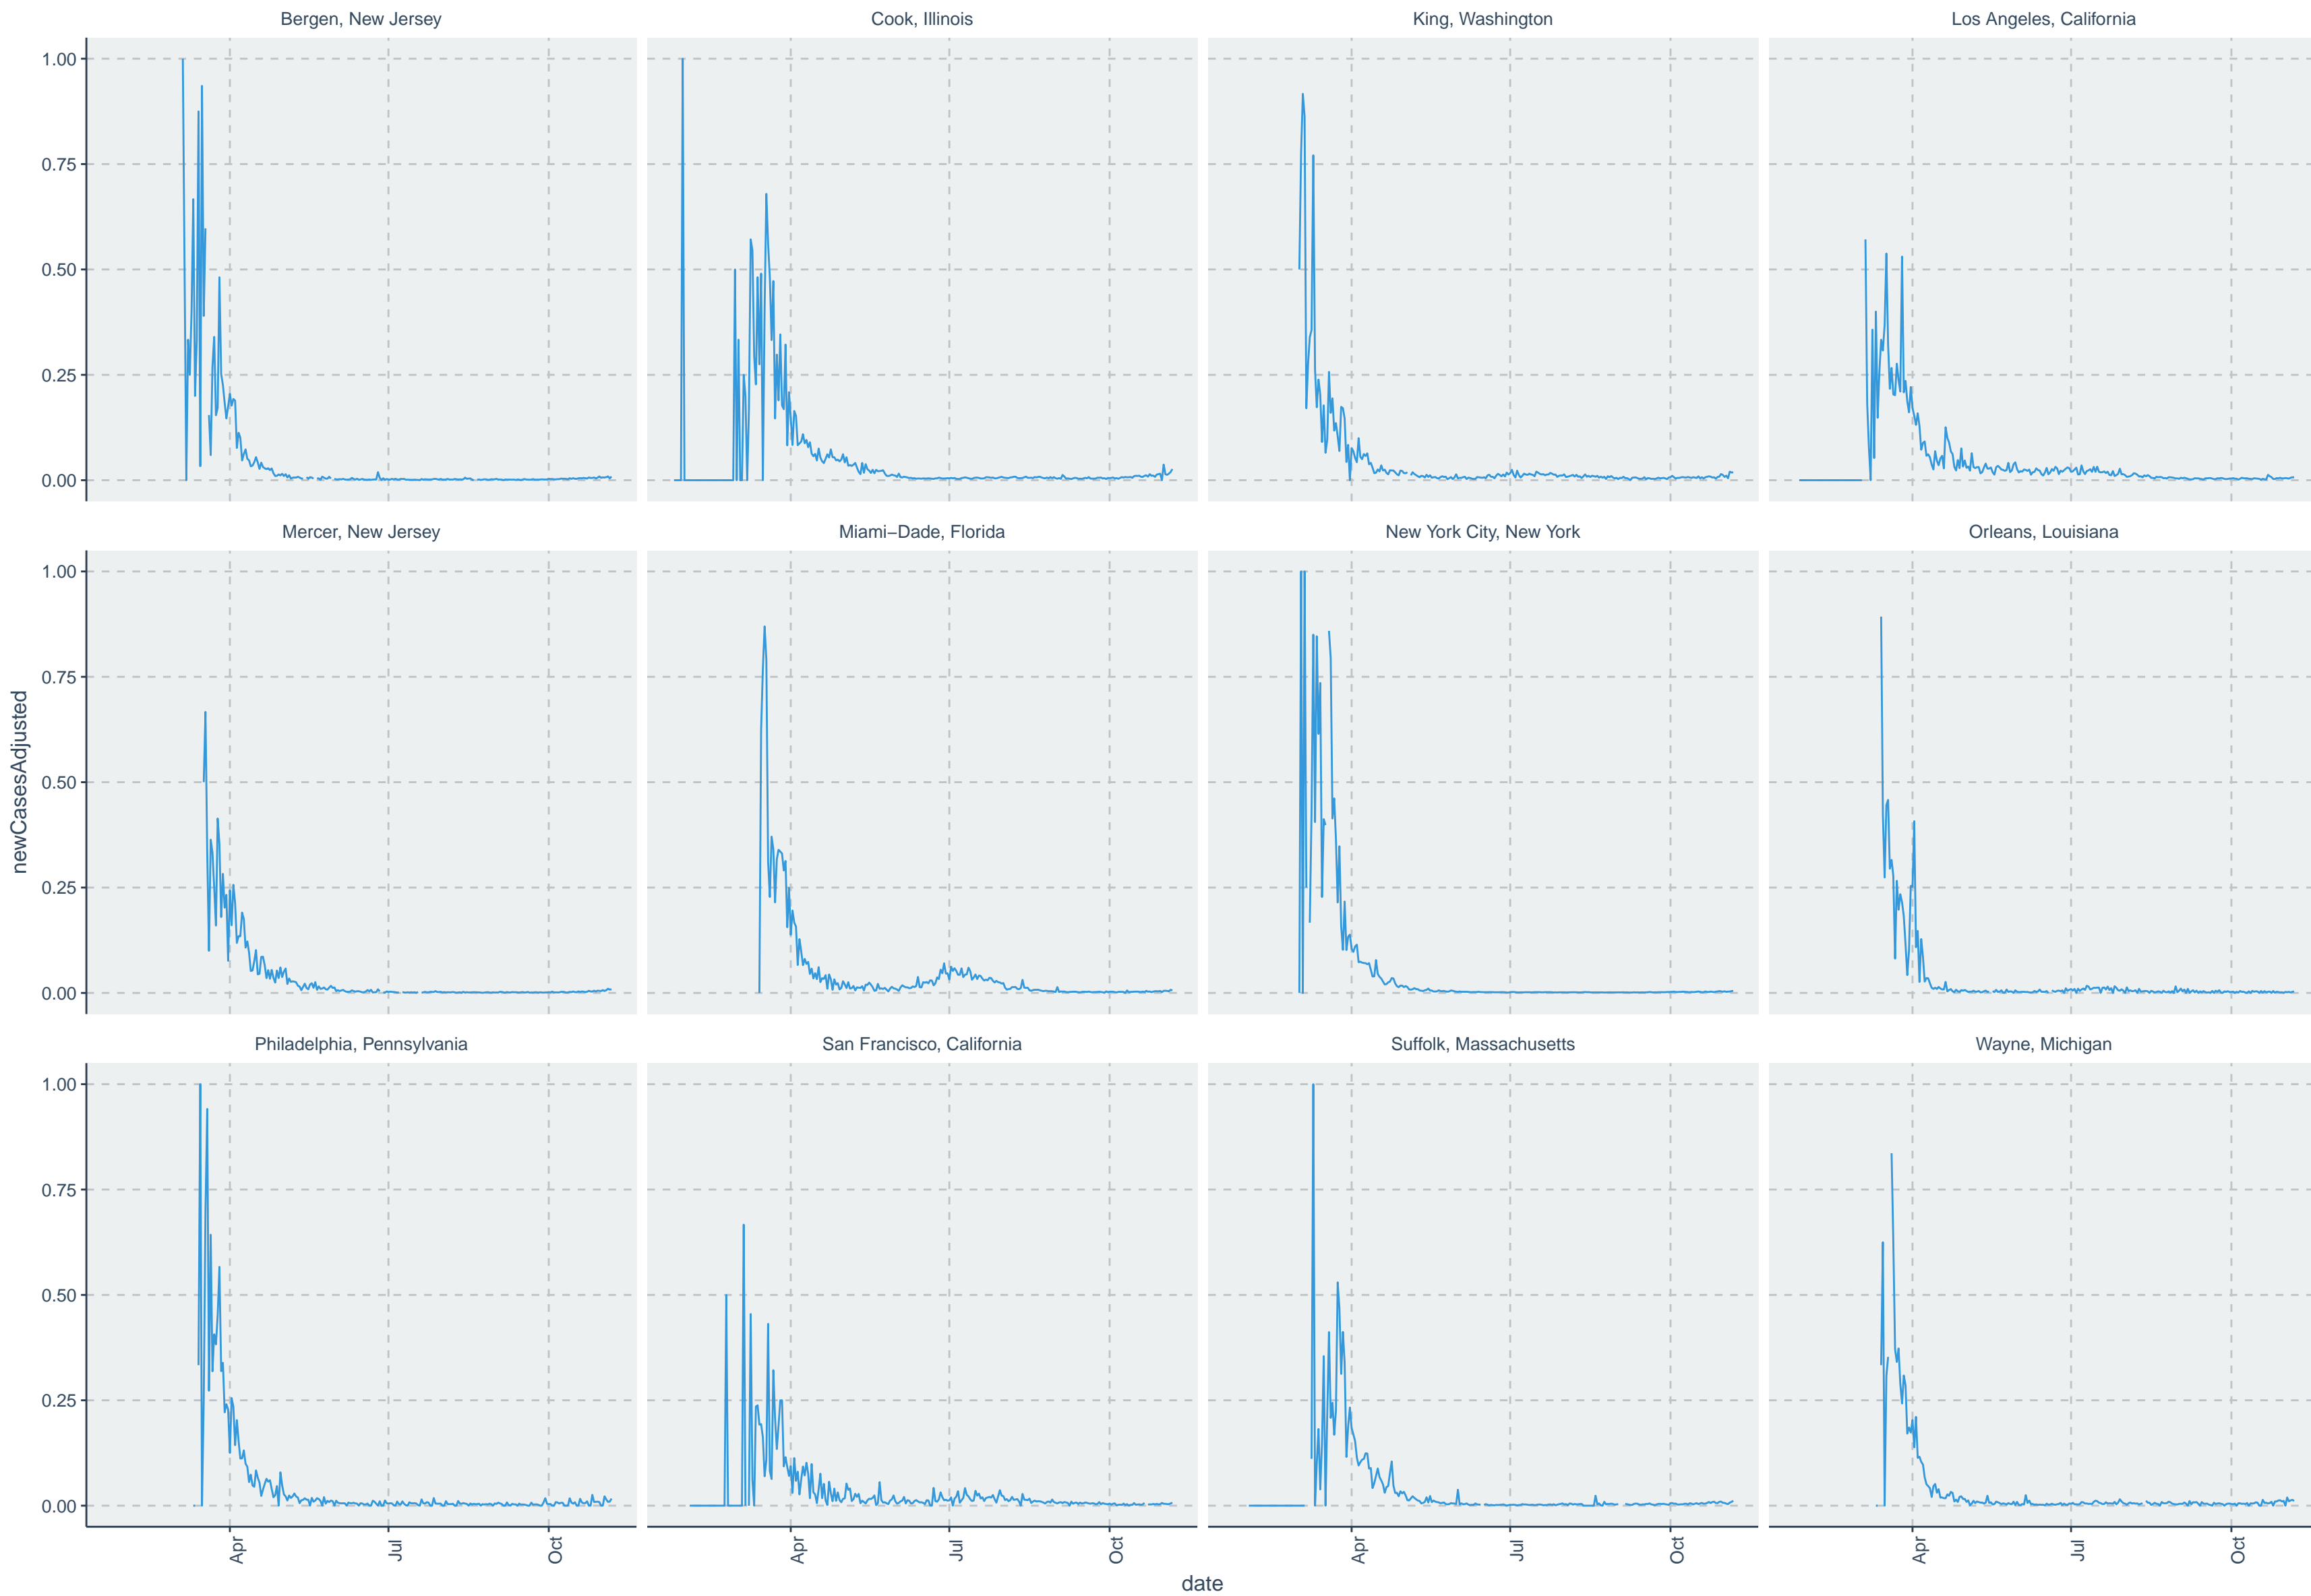 Bergen, New Jersey
Cook, Illinois
King, Washington
Los Angeles, California
1.00
0.75
0.50
0.25
0.00
Mercer, New Jersey
Miami−Dade, Florida
New York City, New York
Orleans, Louisiana
1.00
0.75
0.50
0.25
0.00
newCasesAdjusted
Philadelphia, Pennsylvania
San Francisco, California
Suffolk, Massachusetts
Wayne, Michigan
1.00
0.75
0.50
0.25
0.00
Apr
Jul
Oct
Apr
Jul
Oct
Apr
Jul
Oct
Apr
Jul
Oct
date